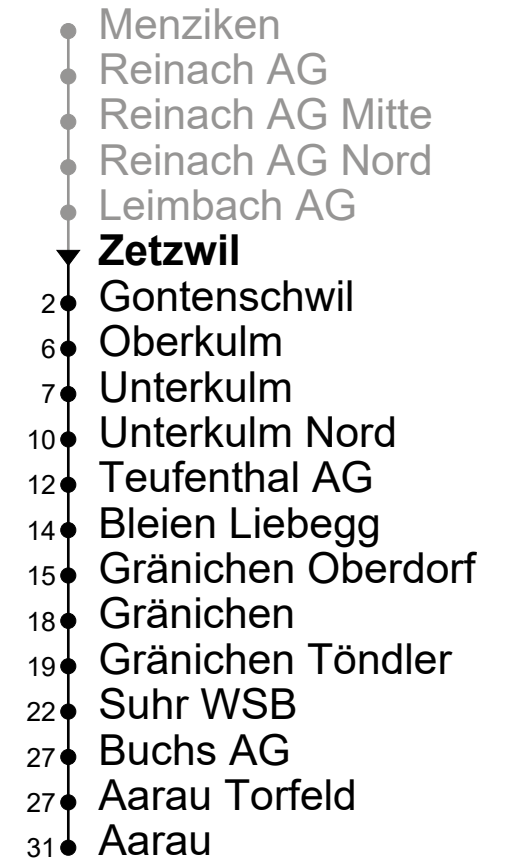 Menziken
Reinach AG
Reinach AG Mitte
Reinach AG Nord
Leimbach AG
Zetzwil
2 Gontenschwil
6 Oberkulm
7 Unterkulm
10 Unterkulm Nord
12 Teufenthal AG
14 Bleien Liebegg
15 Gränichen Oberdorf
18 Gränichen
19 Gränichen Töndler
22 Suhr WSB
27 Buchs AG
27 Aarau Torfeld
31 Aarau